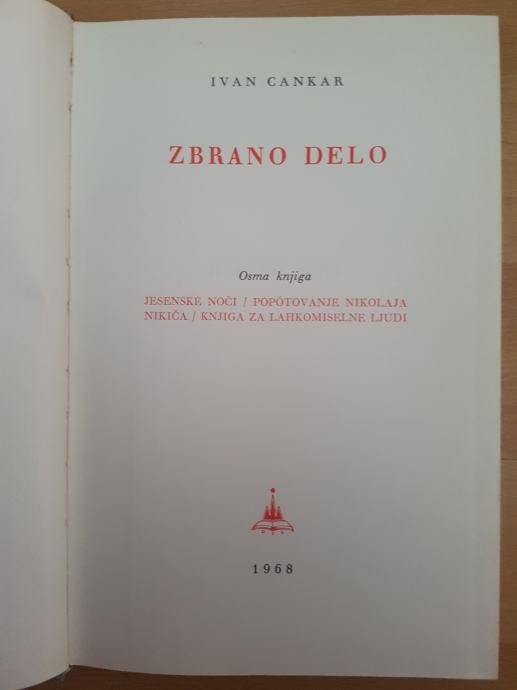 IVAN CANKAR
ZBRANO DELO
Osma knjiga
JESENSKE NOČI / POPÓTOVANJE NIKOLAJA
NIKIČA / KNJIGA ZA LAHKOMISELNE LJUDI
1968